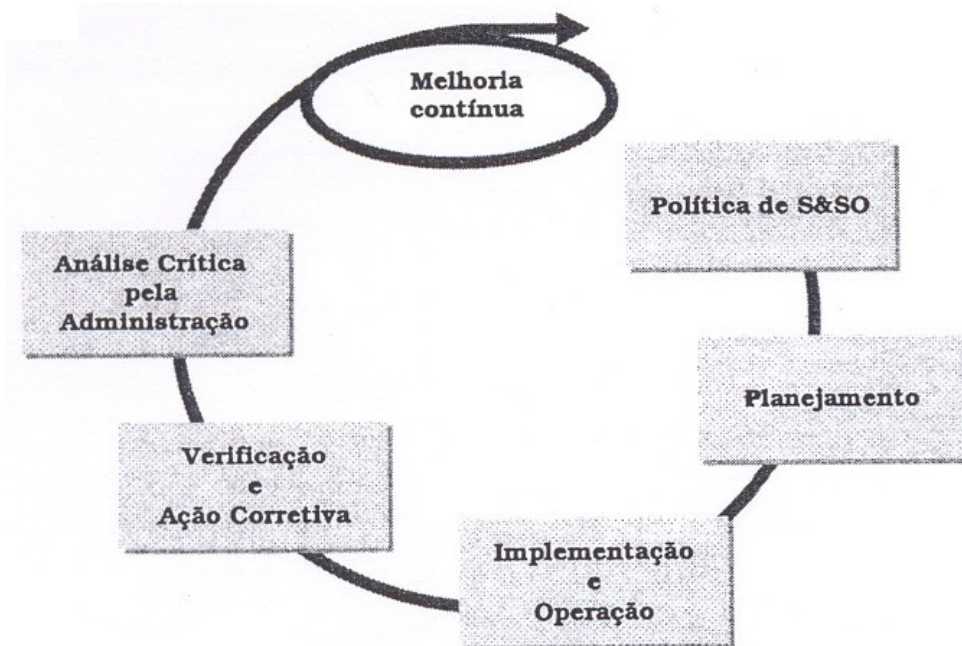 Melhoria
contínua
Política de S&SO
Planejamento
Implementação
e
Operação
Verificação
e
Ação Corretiva
Análise Crítica
pela
Administração